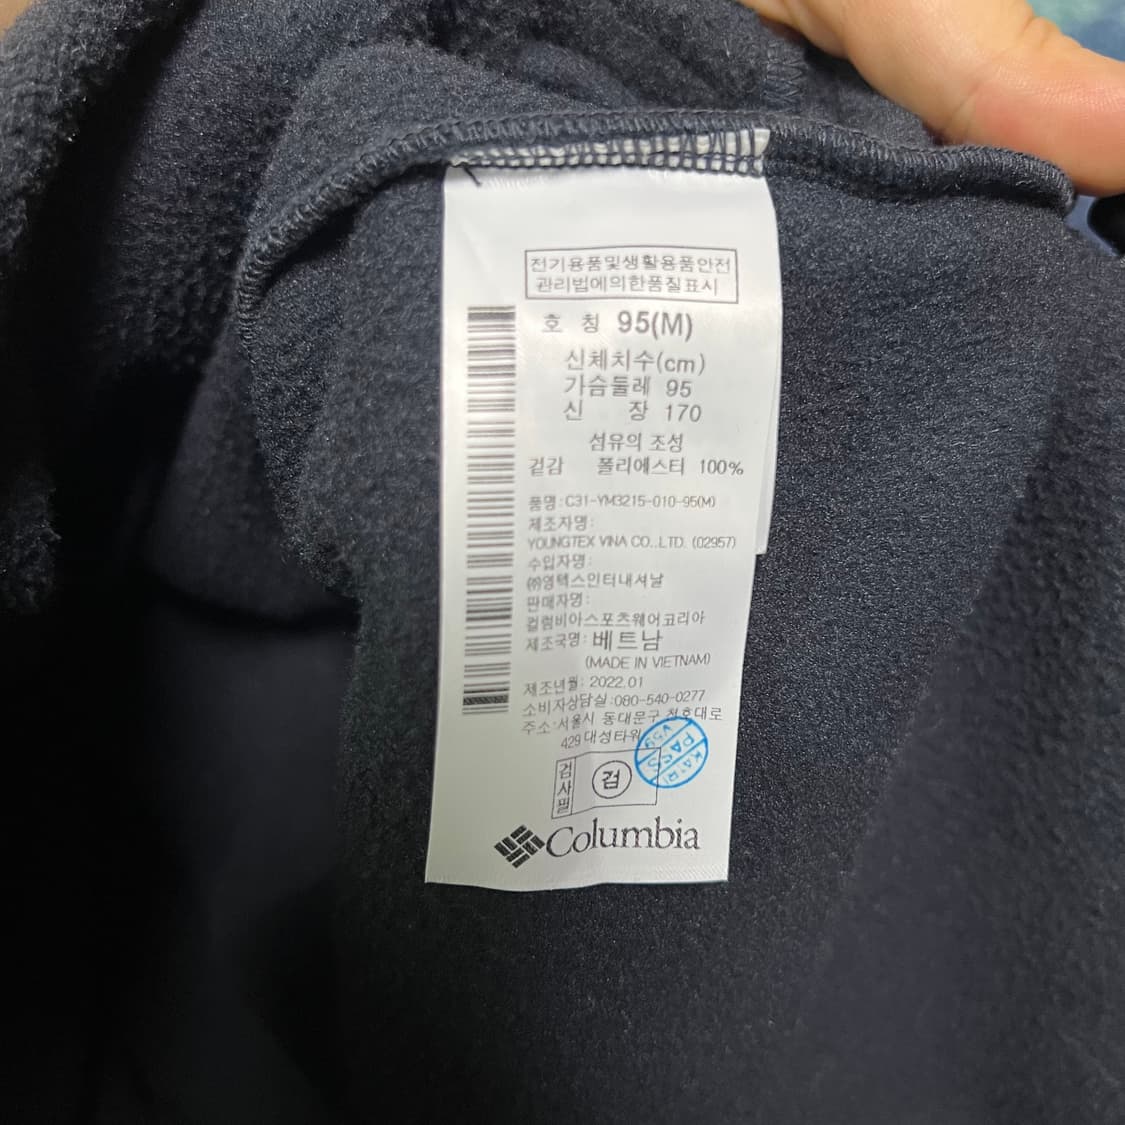 전기용품및생활용품안전
관리법에의한품질표시
호 칭 95(M)
신체치수(cm)
가슴둘레 95
신 장 170
섬유의 조성
겉감 폴리에스터 100%
품명:C31-YM3215-010-95(M)
제조자명:
YOUNGTEX VINA CO.,LTD. (02957)
수입자명:
㈜영텍스인터내셔날
판매자명:
컬럼비아스포츠웨어코리아
제조국명: 베트남
(MADE IN VIETNAM)
제조년월: 2022.01
소비자상담실:080-540-0277
주소:서울시 동대문구 천호대로
429 대성타워
검사필 검
PASS
Columbia